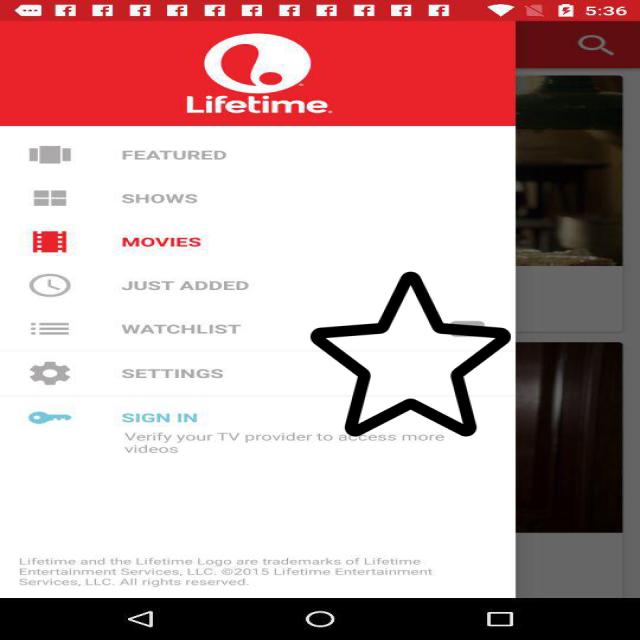 5:36
Lifetime
FEATURED
SHOWS
MOVIES
JUST ADDED
WATCHLIST
SETTINGS
SIGN IN
Verify your TV provider to access more
videos
Lifetime and the Lifetime Logo are trademarks of Lifetime
Entertainment Services, LLC. ©2015 Lifetime Entertainment
Services, LLC. All rights reserved.